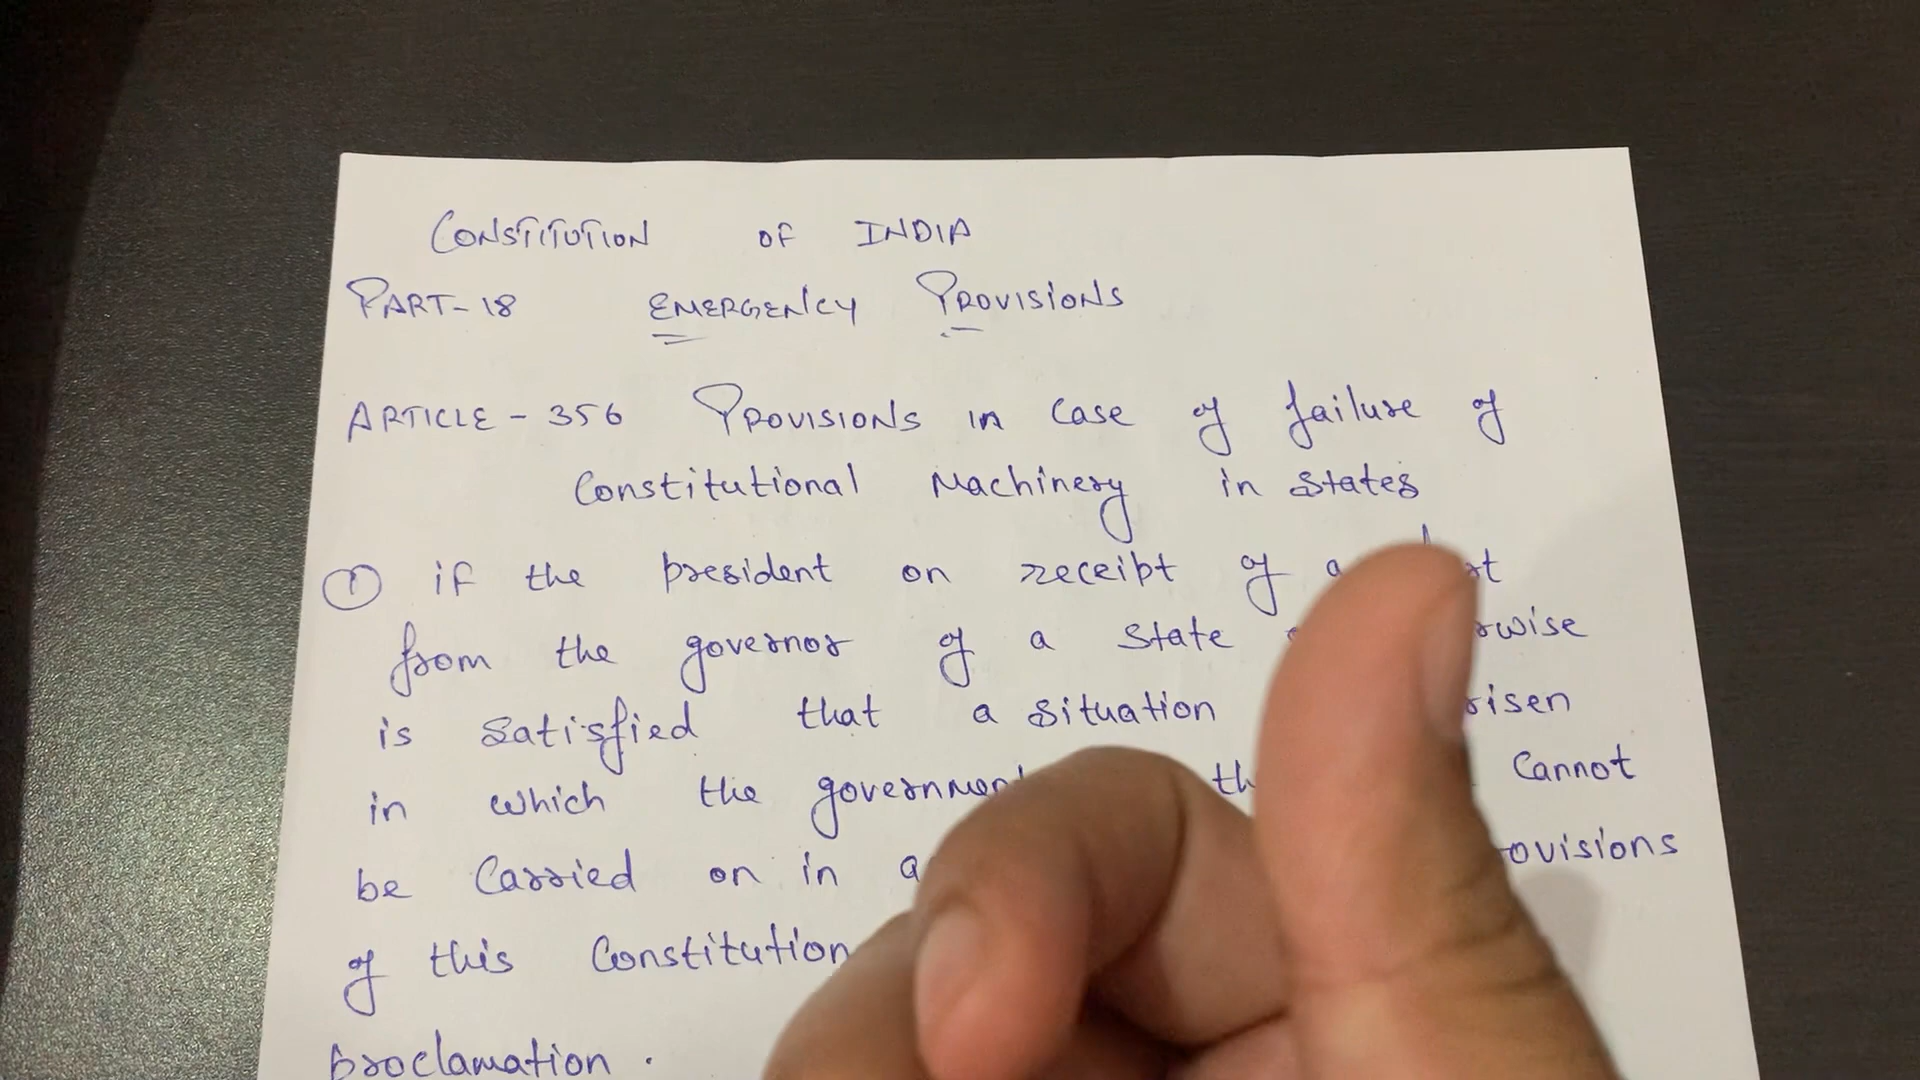 CONSTITUTION OF INDIA
PART-18 EMERGENCY PROVISIONS
ARTICLE - 356 PROVISIONS in case of failure of
Constitutional Machinery in states
① if the president on receipt of a
from the governor of a state
is satisfied that a situation
in which the cannot
be carried on in
of this Constitution
proclamation.